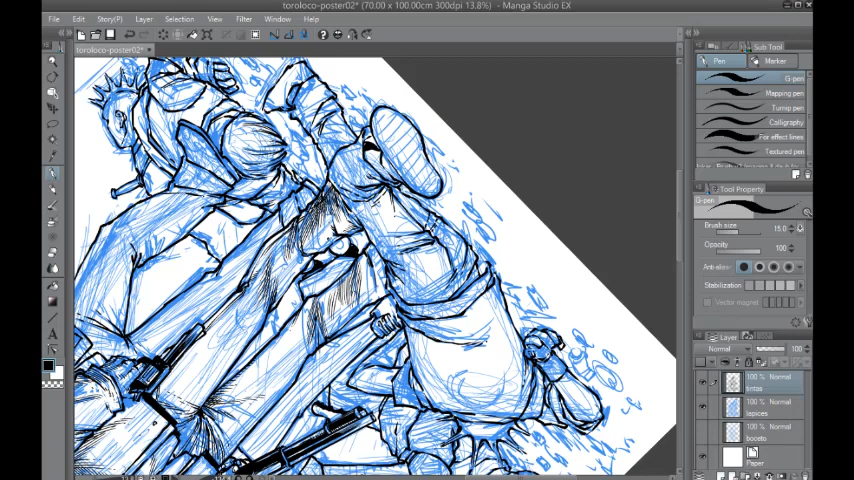 toroloco-poster02* (70.00 x 100.00cm 300dpi 13.8%) - Manga Studio EX
File Edit Story(P) Layer Selection View Filter Window Help
toroloco-poster02*
Sub Tool
Pen Marker
G-pen
Mapping pen
Turnip pen
Calligraphy
For effect lines
Textured pen
Tool Property
G-pen
Brush size 15.0
Opacity 100
Anti-alias
Stabilization
Vector magnet
Layer
Normal 100
100 % Normal
tintas
100 % Normal
lapices
100 % Normal
boceto
Paper